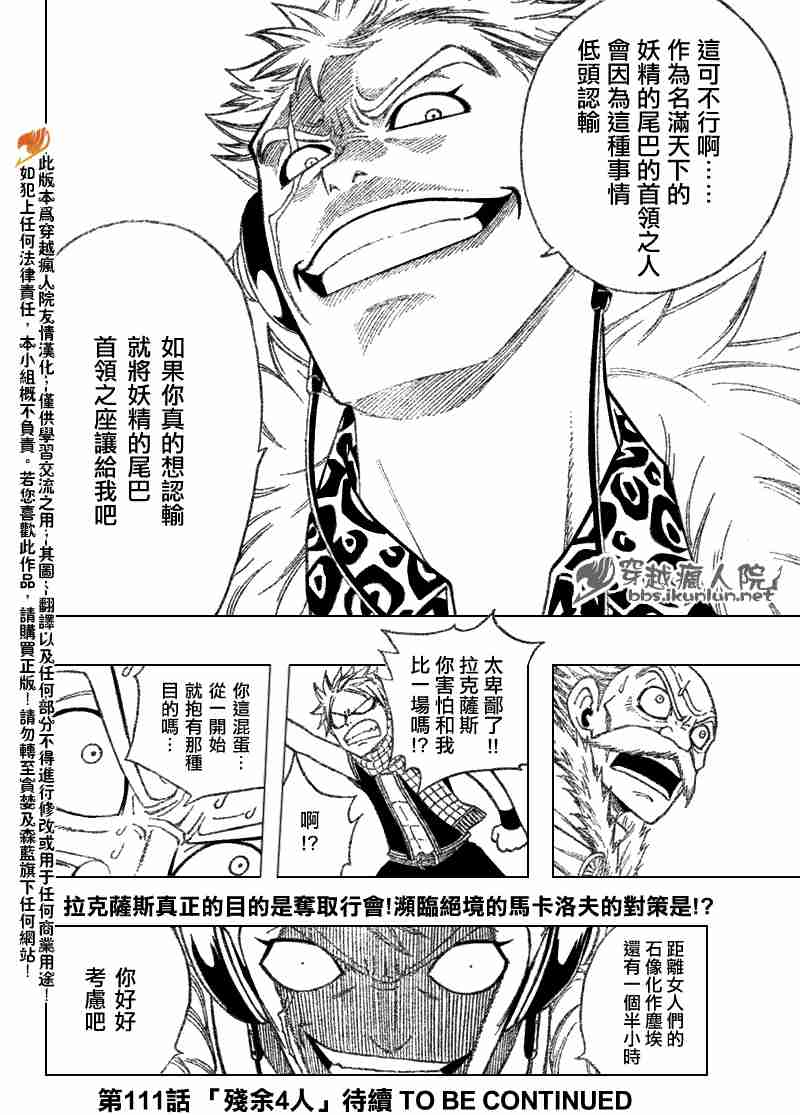 這可不行啊……
作為名滿天下的
妖精的尾巴的首領之人
會因為這種事情
低頭認輸
如果你真的想認輸
就將妖精的尾巴
首領之座讓給我吧
穿越瘋人院
bbs.ikunlun.net
太卑鄙了!!
拉克薩斯
你害怕和我
比一場嗎!?
啊!?
你這混蛋…
從一開始
就抱有那種
目的嗎…
拉克薩斯真正的目的是奪取行會!瀕臨絕境的馬卡洛夫的對策是!?
距離女人們的
石像化作塵埃
還有一個半小時
你好好
考慮吧
第111話 「殘余4人」待續 TO BE CONTINUED
此版本爲穿越瘋人院友情漢化；僅供學習交流之用；其圖、翻譯以及任何部分不得進行修改或用于任何商業用途！
如犯上任何法律責任，本小組概不負責。若您喜歡此作品，請購買正版！請勿轉至貪婪及森藍旗下任何網站！